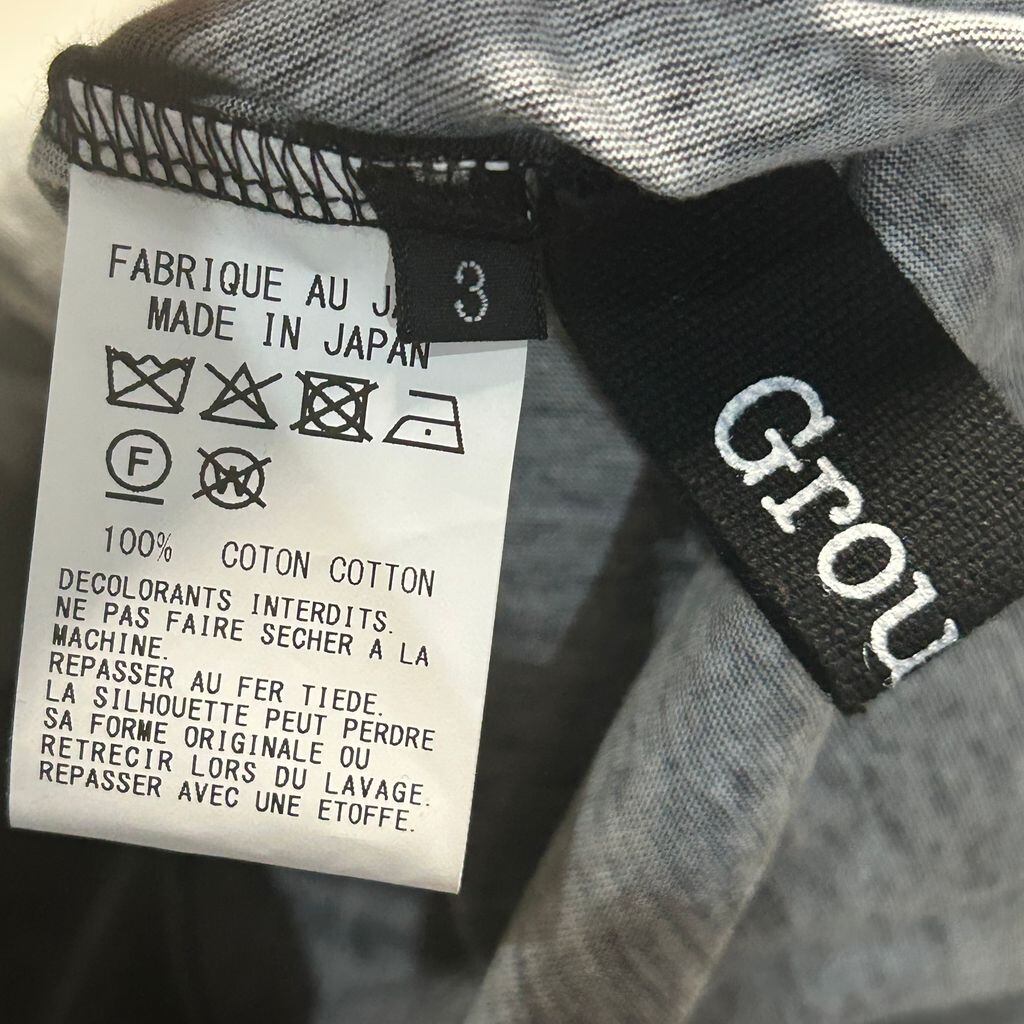 FABRIQUE AU
MADE IN JAPAN
3
F
W
100% COTON COTTON
DECOLORANTS INTERDITS.
NE PAS FAIRE SECHER A LA
MACHINE.
REPASSER AU FER TIEDE.
LA SILHOUETTE PEUT PERDRE
SA FORME ORIGINALE OU
RETRECIR LORS DU LAVAGE.
REPASSER AVEC UNE ETOFFE.
Grou